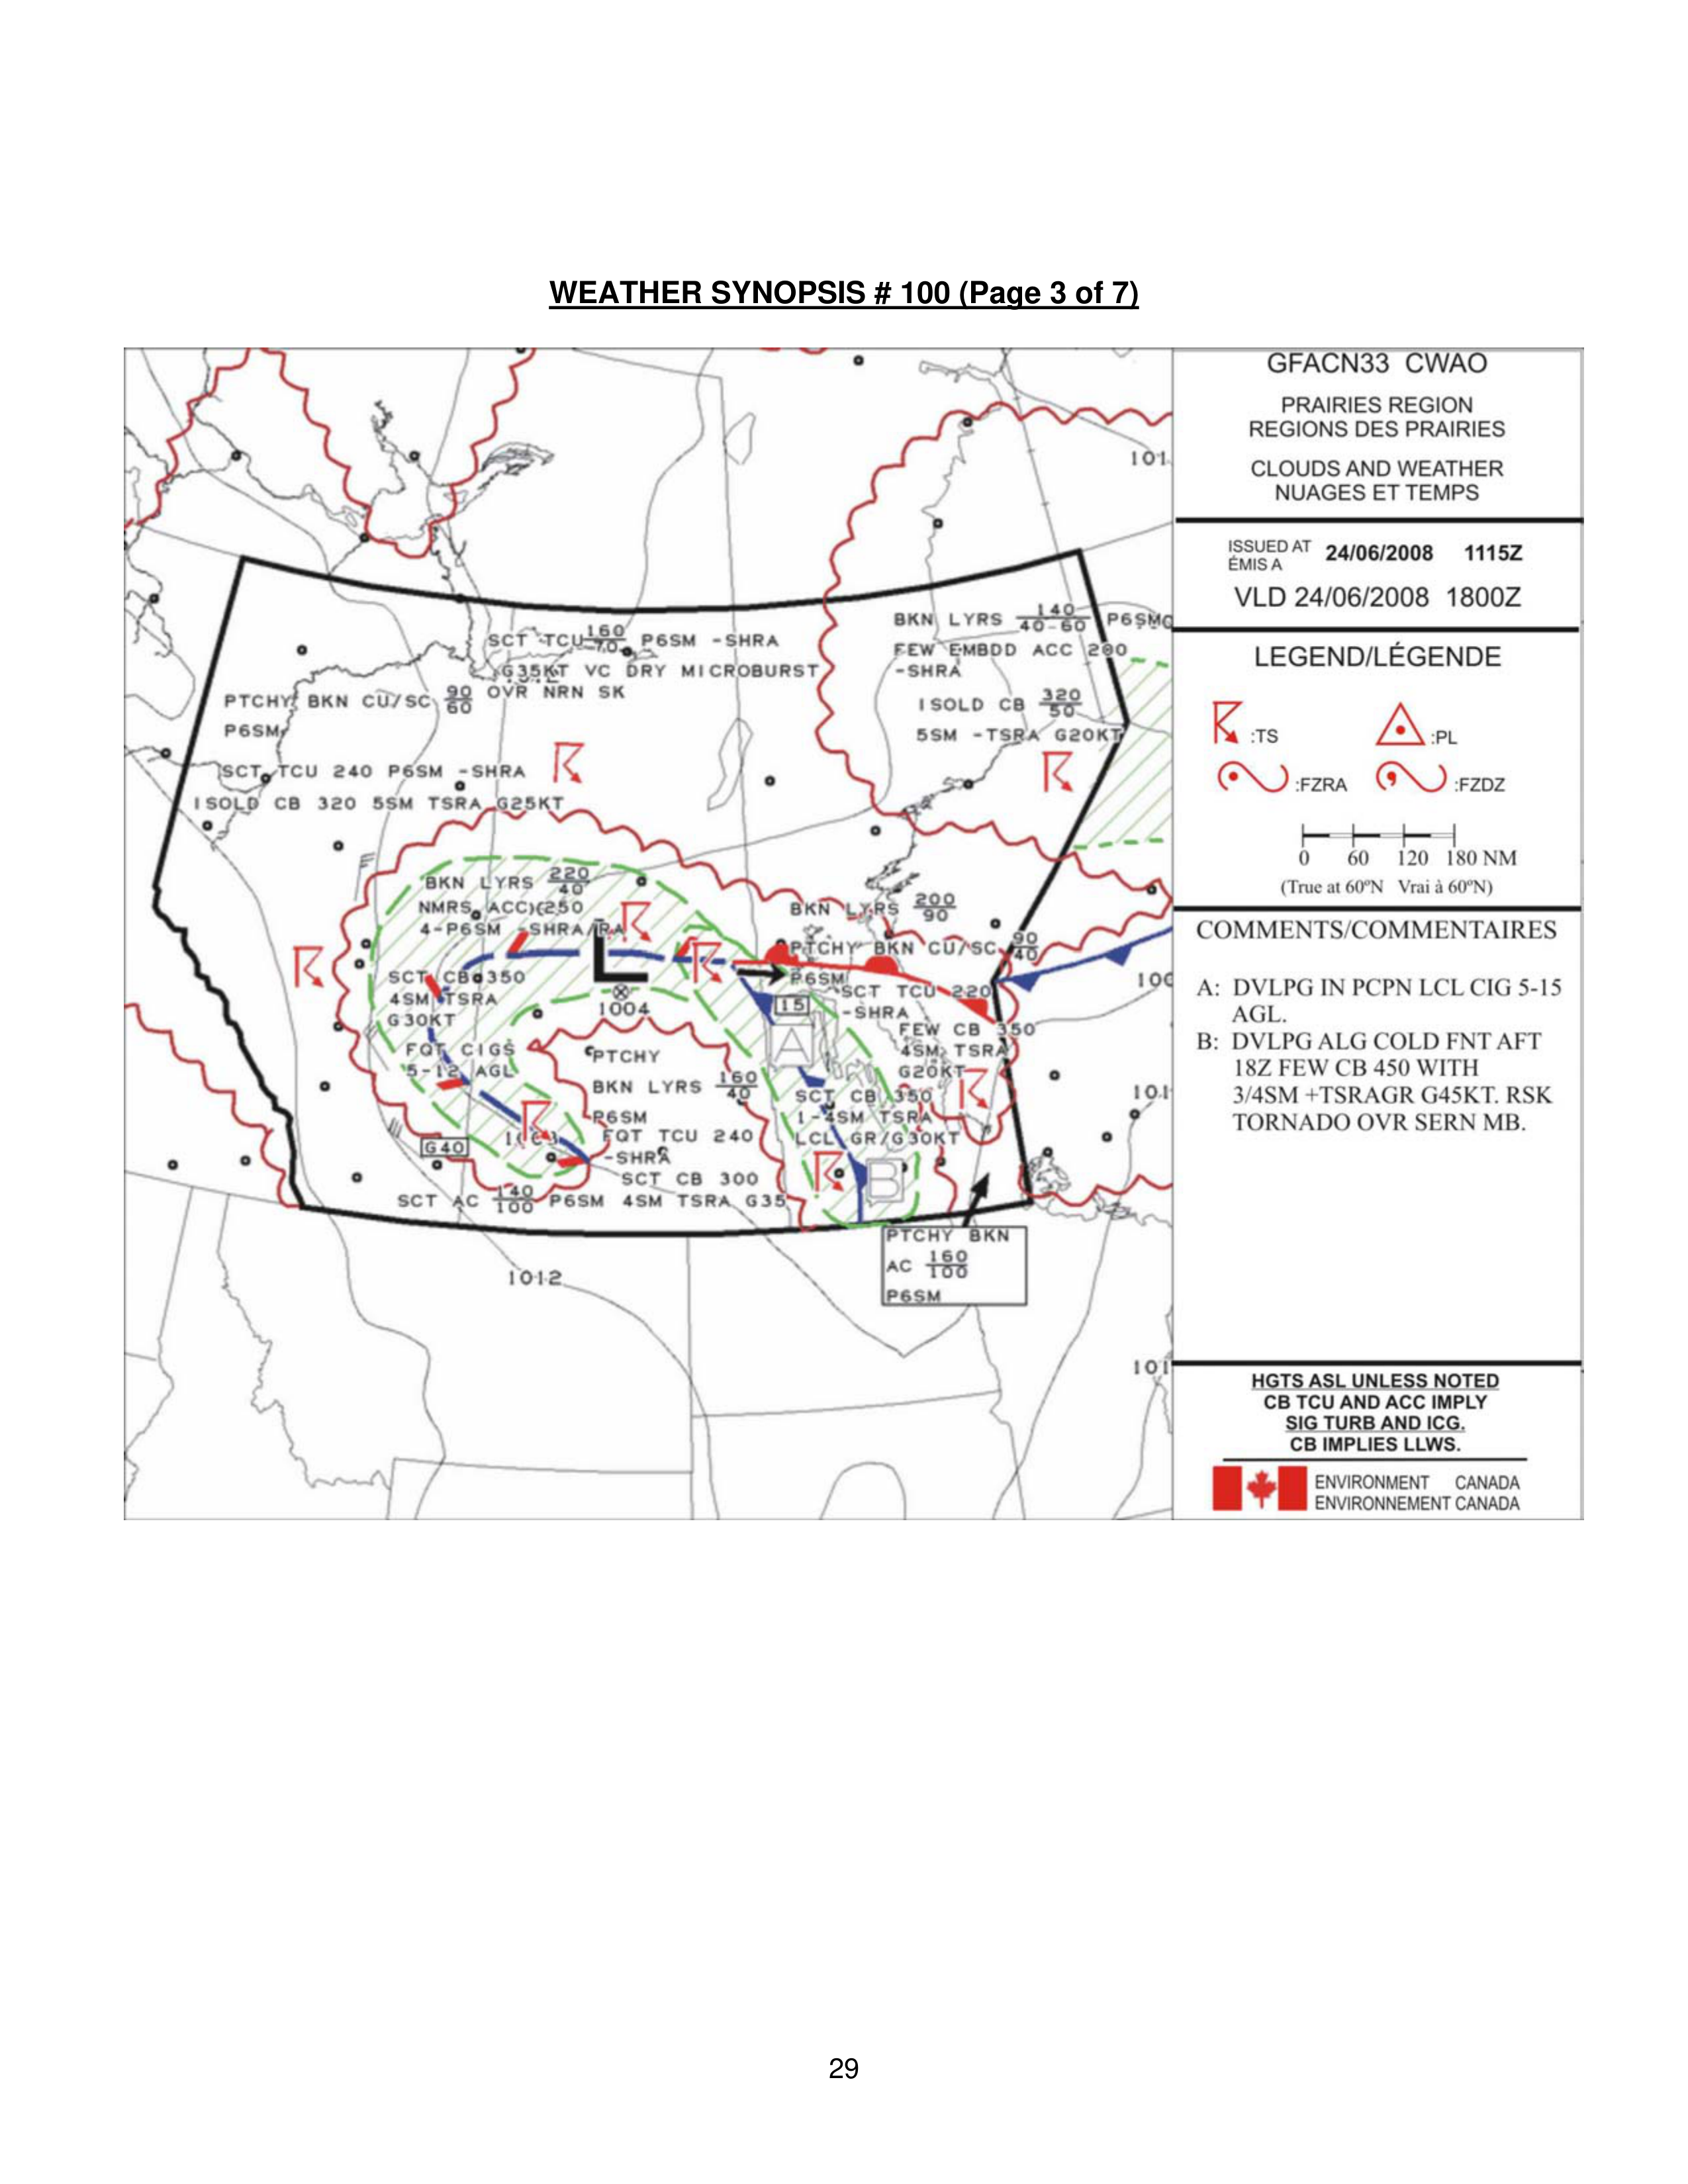 WEATHER SYNOPSIS # 100 (Page 3 of 7)
101
SCT TCU 160/70 P6SM -SHRA
G35KT VC DRY MICROBURST
OVR NRN SK
PTCHY BKN CU/SC 90/60
P6SM
SCT TCU 240 P6SM -SHRA
ISOLD CB 320 5SM TSRA G25KT
BKN LYRS 140/40-60 P6SM
FEW EMBDD ACC 200
-SHRA
ISOLD CB 320/50
5SM -TSRA G20KT
BKN LYRS 220/40
NMRS ACC 250
4-P6SM -SHRA/RA
SCT CB 350
4SM TSRA
G30KT
FQT CIGS
5-12 AGL
L
1004
BKN LYRS 200/90
PTCHY BKN CU/SC 90/40
P6SM
SCT TCU 220
-SHRA
15
A
FEW CB 350
4SM TSRA
G20KT
100
101
PTCHY
BKN LYRS 160/40
P6SM
FQT TCU 240
-SHRA
SCT CB 300
4SM TSRA G35
SCT CB 350
1-4SM TSRA
LCL GR/G30KT
B
G40
SCT AC 140/100 P6SM
PTCHY BKN
AC 160/100
P6SM
1012
101
GFACN33 CWAO
PRAIRIES REGION
REGIONS DES PRAIRIES
CLOUDS AND WEATHER
NUAGES ET TEMPS
ISSUED AT 24/06/2008 1115Z
ÉMIS A
VLD 24/06/2008 1800Z
LEGEND/LÉGENDE
:TS :PL
:FZRA :FZDZ
0 60 120 180 NM
(True at 60ºN Vrai à 60ºN)
COMMENTS/COMMENTAIRES
A: DVLPG IN PCPN LCL CIG 5-15
AGL.
B: DVLPG ALG COLD FNT AFT
18Z FEW CB 450 WITH
3/4SM +TSRAGR G45KT. RSK
TORNADO OVR SERN MB.
HGTS ASL UNLESS NOTED
CB TCU AND ACC IMPLY
SIG TURB AND ICG.
CB IMPLIES LLWS.
ENVIRONMENT CANADA
ENVIRONNEMENT CANADA
29